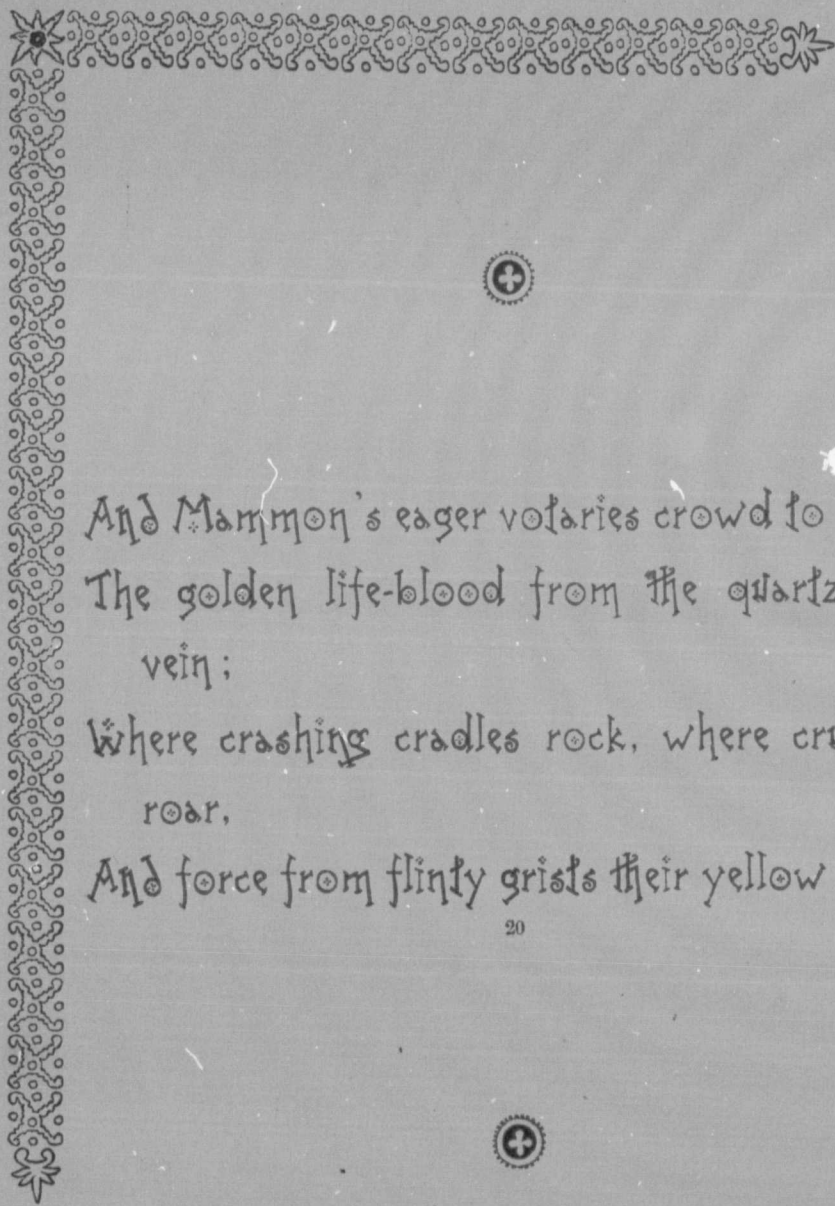 And Mammon's eager votaries crowd to
The golden life-blood from the quartz
vein;
Where crashing cradles rock, where
roar,
And force from flinty grists their yellow
20